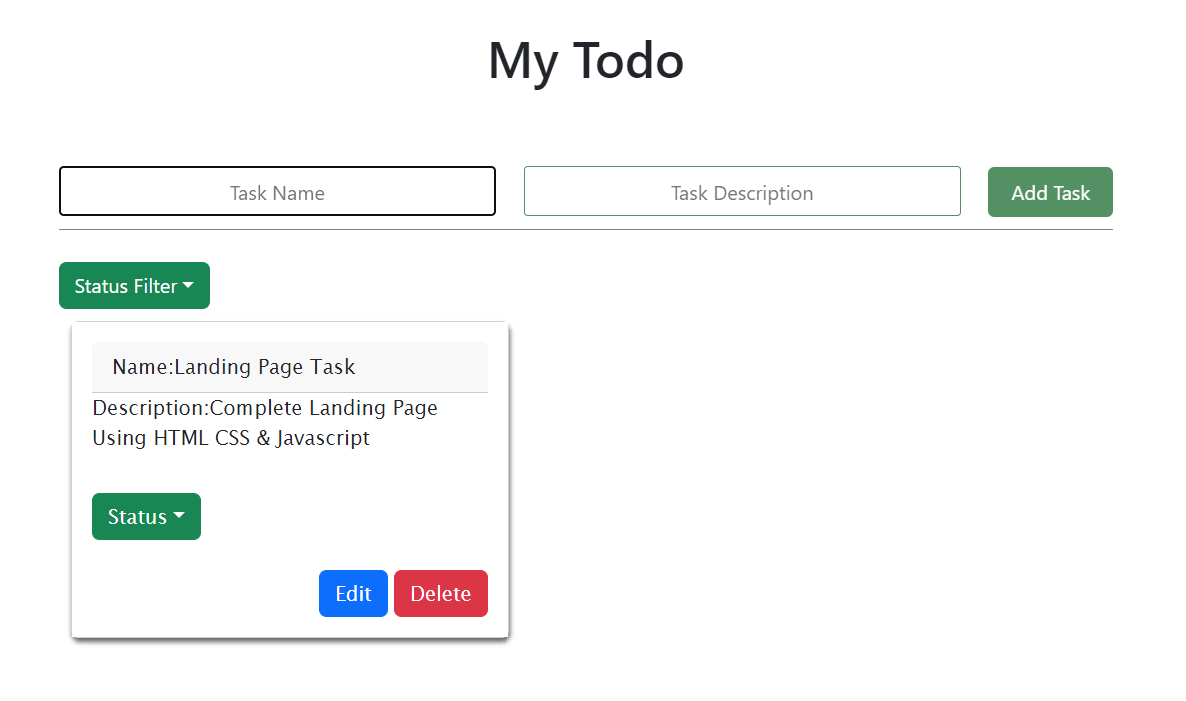 My Todo
Task Name
Task Description
Add Task
Status Filter
Name:Landing Page Task
Description:Complete Landing Page
Using HTML CSS & Javascript
Status
Edit
Delete